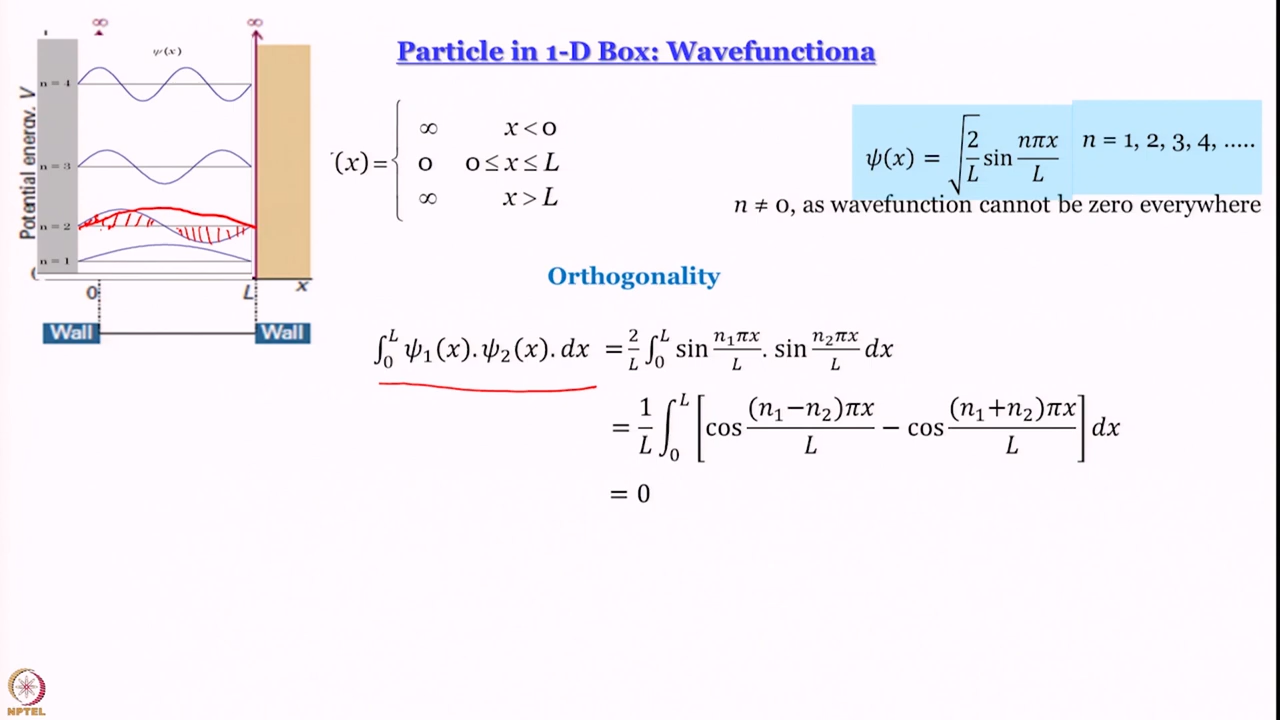 Particle in 1-D Box: Wavefunctiona
∞ ∞
ψ(x)
n = 4
n = 3
n = 2
n = 1
Potential energy, V
0 L x
Wall Wall
(x) = { ∞ x < 0
0 0 ≤ x ≤ L
∞ x > L
ψ(x) = √(2/L) sin nπx/L n = 1, 2, 3, 4, .....
n ≠ 0, as wavefunction cannot be zero everywhere
Orthogonality
∫₀ᴸ ψ₁(x). ψ₂(x). dx = 2/L ∫₀ᴸ sin n₁πx/L . sin n₂πx/L dx
= 1/L ∫₀ᴸ [cos (n₁−n₂)πx/L − cos (n₁+n₂)πx/L] dx
= 0
NPTEL